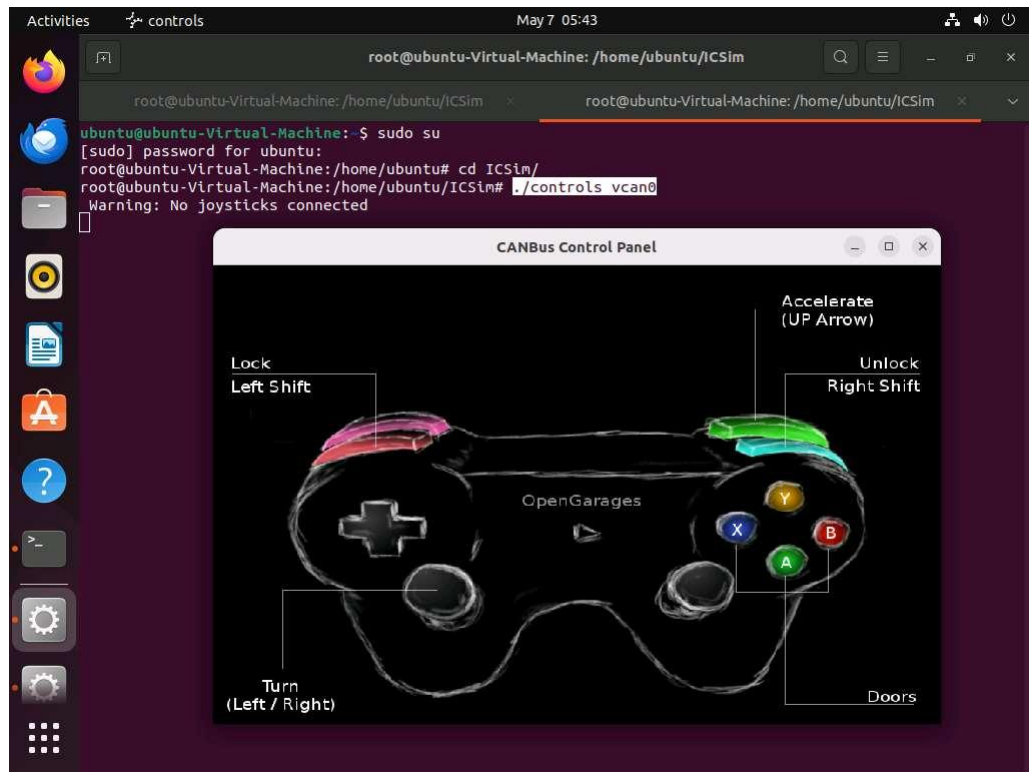 Activities
controls
May 7 05:43
root@ubuntu-Virtual-Machine: /home/ubuntu/ICSim
root@ubuntu-Virtual-Machine: /home/ubuntu/ICSim
root@ubuntu-Virtual-Machine: /home/ubuntu/ICSim
ubuntu@ubuntu-Virtual-Machine:~$ sudo su
[sudo] password for ubuntu:
root@ubuntu-Virtual-Machine:/home/ubuntu# cd ICSim/
root@ubuntu-Virtual-Machine:/home/ubuntu/ICSim# ./controls vcan0
Warning: No joysticks connected
CANBus Control Panel
Accelerate
(UP Arrow)
Lock
Left Shift
Unlock
Right Shift
OpenGarages
Y
X
B
A
Turn
(Left / Right)
Doors